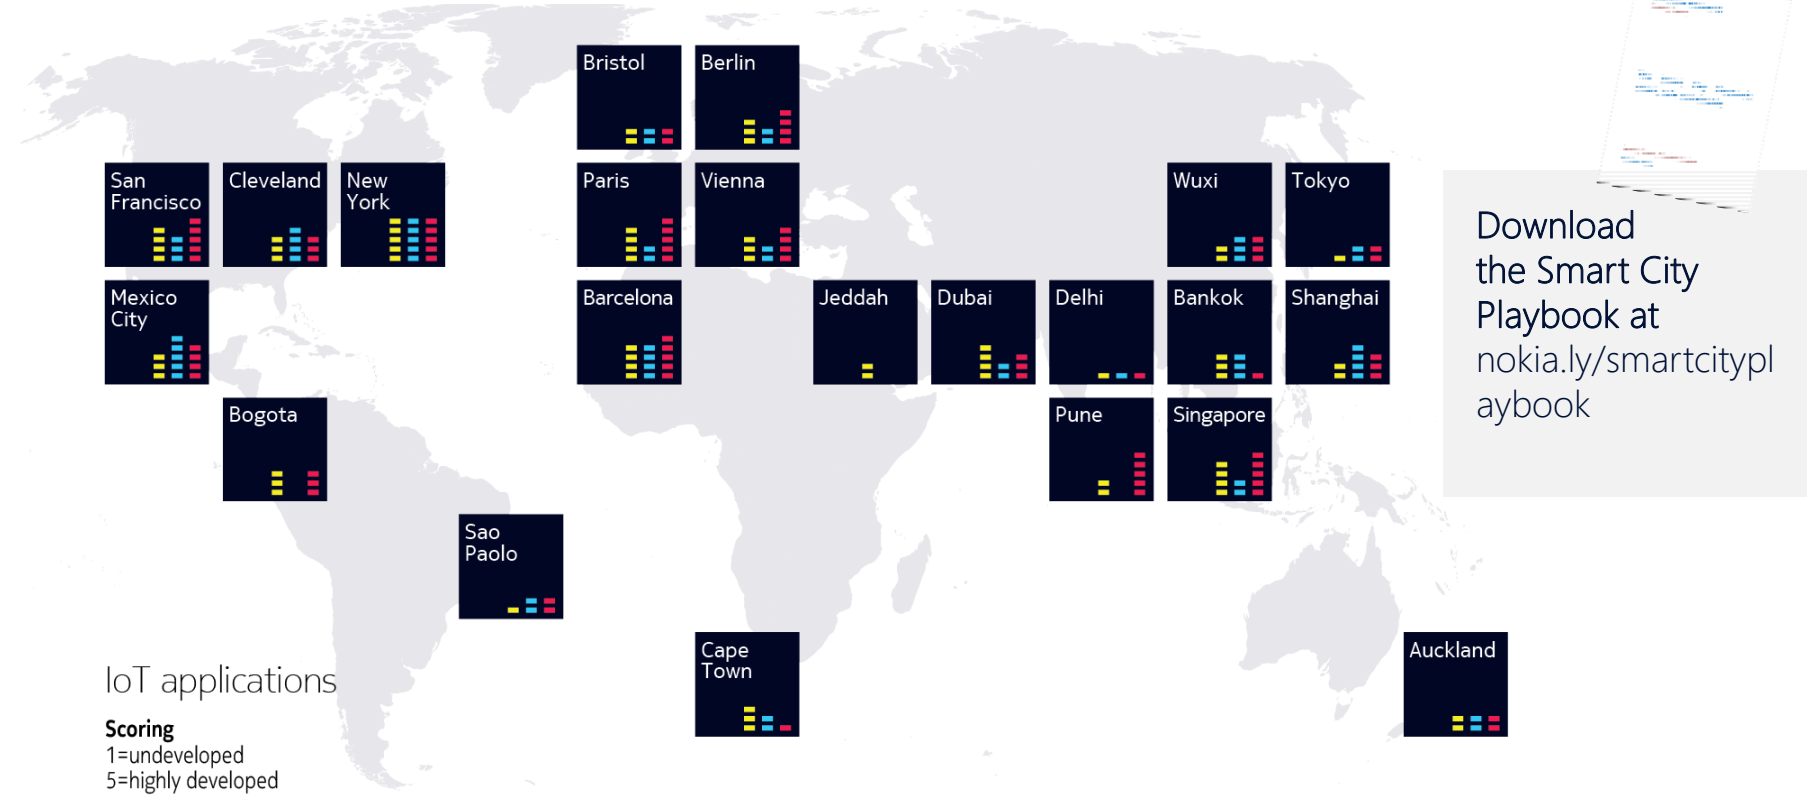 Bristol
Berlin
San
Francisco
Cleveland
New
York
Paris
Vienna
Wuxi
Tokyo
Mexico
City
Barcelona
Jeddah
Dubai
Delhi
Bankok
Shanghai
Bogota
Pune
Singapore
Sao
Paolo
Cape
Town
Auckland
IoT applications
Scoring
1=undeveloped
5=highly developed
Download
the Smart City
Playbook at
nokia.ly/smartcitypl
aybook